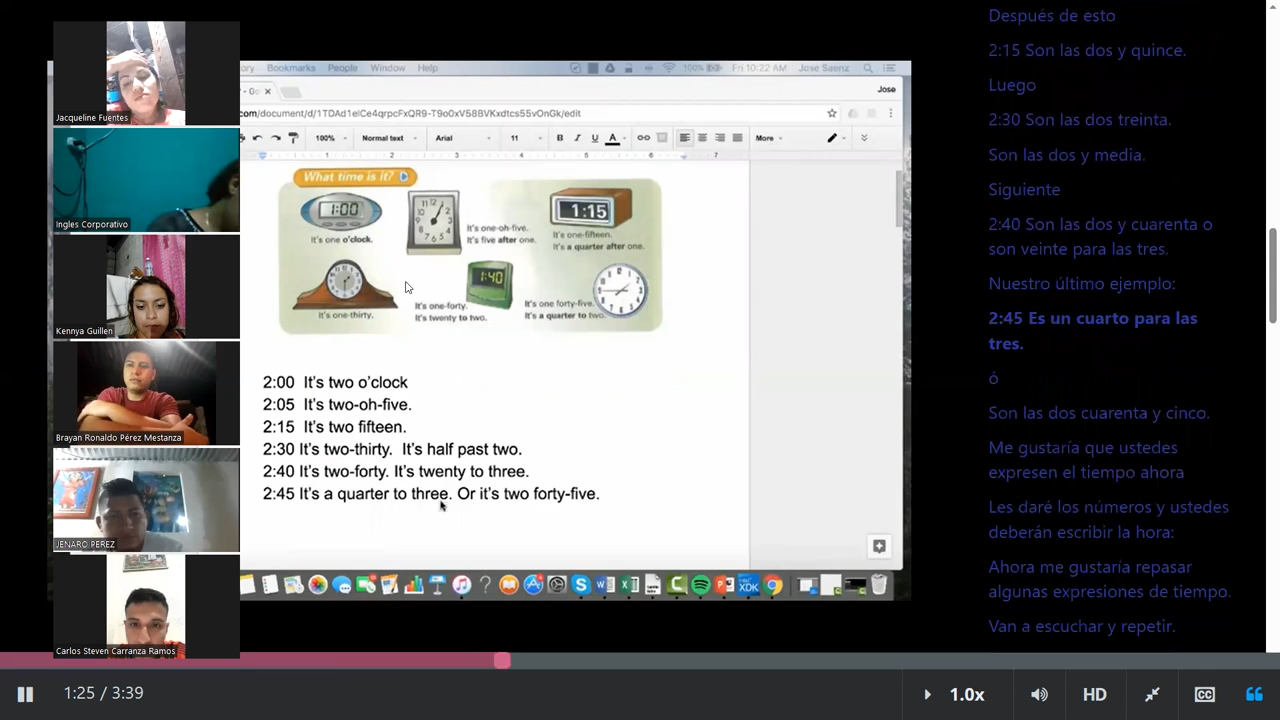 Jacqueline Fuentes
Ingles Corporativo
Kennya Guillen
Brayan Ronaldo Pérez Mestanza
JENARO PEREZ
Carlos Steven Carranza Ramos
Bookmarks People Window Help
100%
Fri 10:22 AM Jose Saenz
Jose
100%
Normal text
Arial
11
B I U A
More
1 2 3 4 5 6 7
What time is it?
1:00
It's one o'clock.
It's one-oh-five.
It's five after one.
1:15
It's one-fifteen.
It's a quarter after one.
It's one-thirty.
1:40
It's one-forty.
It's twenty to two.
It's one forty-five.
It's a quarter to two.
2:00 It's two o'clock
2:05 It's two-oh-five.
2:15 It's two fifteen.
2:30 It's two-thirty. It's half past two.
2:40 It's two-forty. It's twenty to three.
2:45 It's a quarter to three. Or it's two forty-five.
Después de esto
2:15 Son las dos y quince.
Luego
2:30 Son las dos treinta.
Son las dos y media.
Siguiente
2:40 Son las dos y cuarenta o
son veinte para las tres.
Nuestro último ejemplo:
2:45 Es un cuarto para las
tres.
ó
Son las dos cuarenta y cinco.
Me gustaría que ustedes
expresen el tiempo ahora
Les daré los números y ustedes
deberán escribir la hora:
Ahora me gustaría repasar
algunas expresiones de tiempo.
Van a escuchar y repetir.
1:25 / 3:39
1.0x
HD
CC